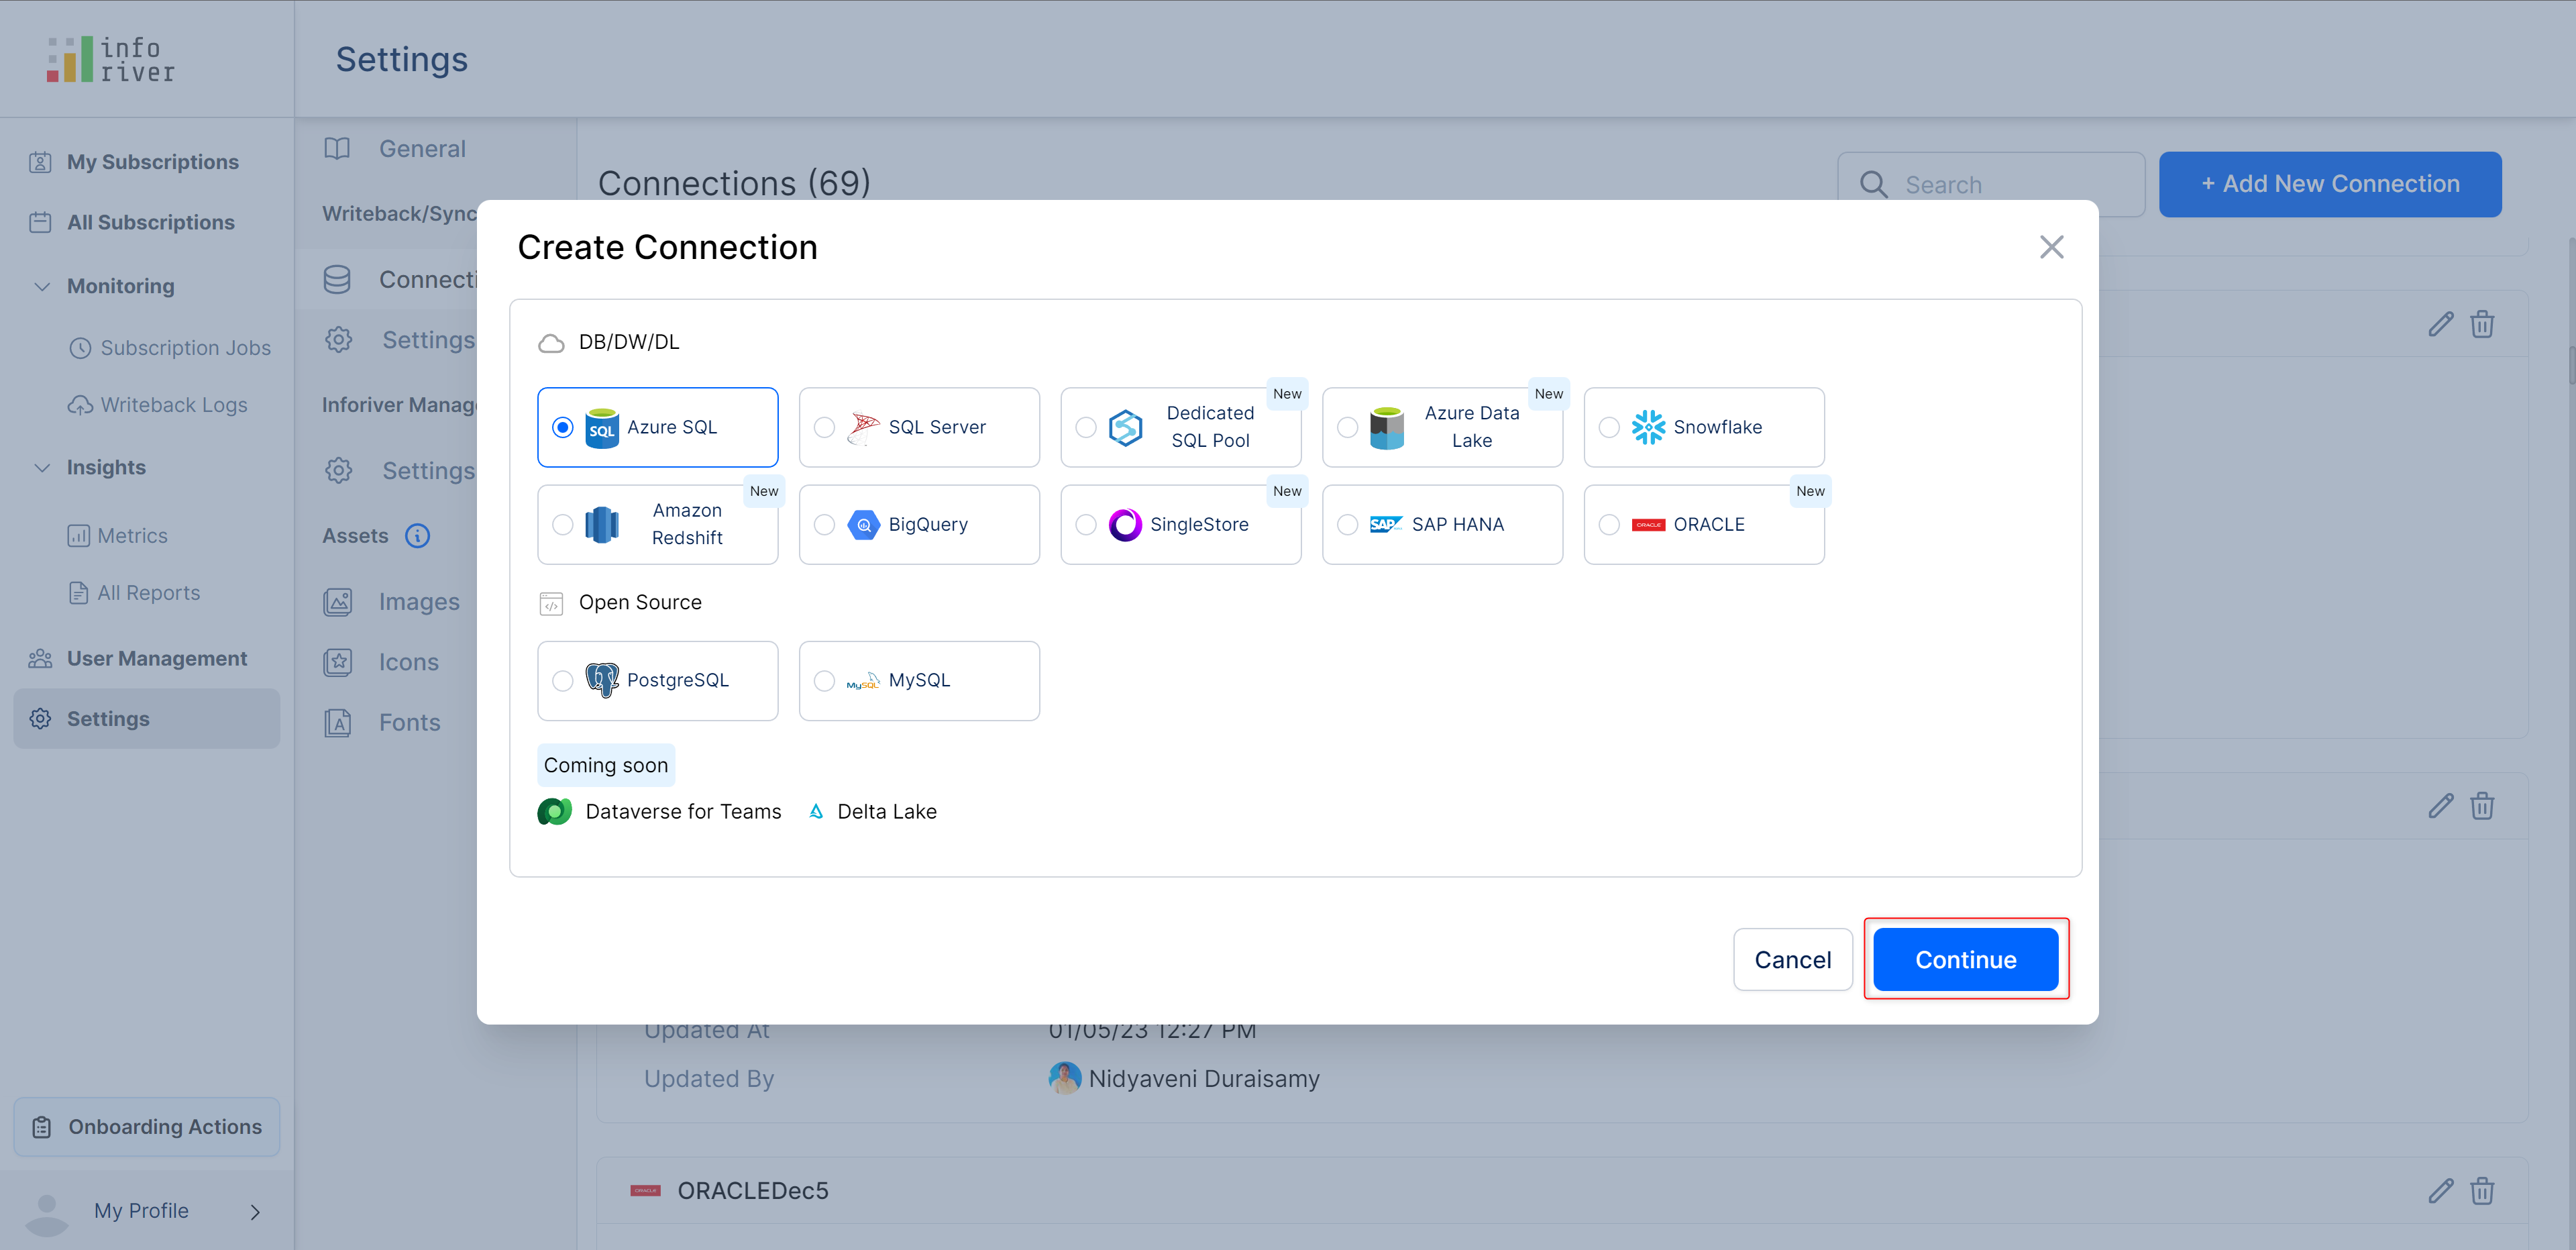 info
river
Settings
My Subscriptions
All Subscriptions
Monitoring
Subscription Jobs
Writeback Logs
Insights
Metrics
All Reports
User Management
Settings
Onboarding Actions
My Profile
General
Writeback/Sync
Connecti
Settings
Inforiver Manag
Settings
Assets
Images
Icons
Fonts
Connections (69)
Search
+ Add New Connection
Create Connection
DB/DW/DL
SQL
Azure SQL
SQL Server
New
Dedicated
SQL Pool
New
Azure Data
Lake
Snowflake
New
Amazon
Redshift
BigQuery
New
SingleStore
SAP
SAP HANA
New
ORACLE
ORACLE
Open Source
PostgreSQL
MySQL
MySQL
Coming soon
Dataverse for Teams
Delta Lake
Cancel
Continue
Updated At
01/05/23 12:27 PM
Updated By
Nidyaveni Duraisamy
ORACLE
ORACLEDec5